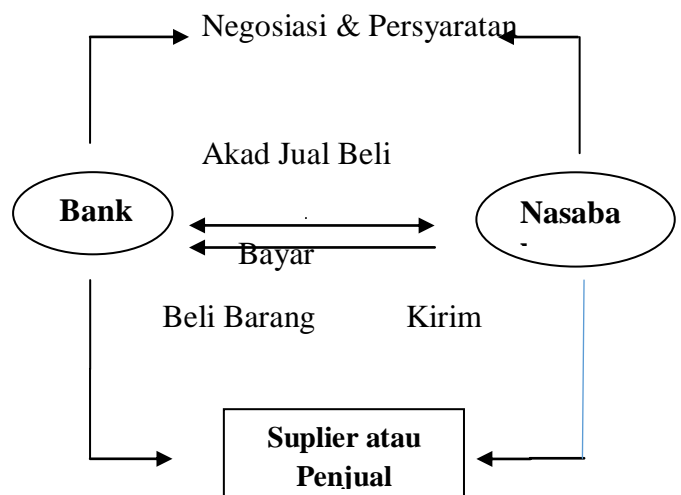 Negosiasi & Persyaratan
Akad Jual Beli
Bank
Nasaba
Bayar
Beli Barang
Kirim
Suplier atau
Penjual